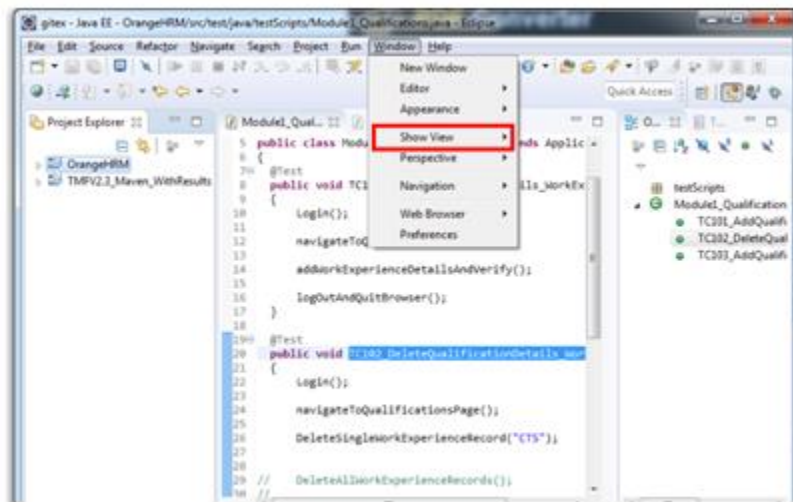 gitex - Java EE - OrangeHRM/src/test/java/testScripts/Module1_Qualifications.java - Eclipse
File Edit Source Refactor Navigate Search Project Run Window Help
Quick Access
New Window
Editor
Appearance
Show View
Perspective
Navigation
Web Browser
Preferences
Project Explorer
OrangeHRM
TMFV2.3_Maven_WithResults
Module1_Qual...
5 public class Modu nds Applic
6 {
7 @Test
8 public void TC1 ils_WorkEx
9 {
10 Login();
11
12 navigateToQ
13
14 addWorkExperienceDetailsAndVerify();
15
16 logOutAndQuitBrowser();
17 }
18
19 @Test
20 public void TC102_DeleteQualificationDetails_Wor
21 {
22 Login();
23
24 navigateToQualificationsPage();
25
26 DeleteSingleWorkExperienceRecord("CTS");
27
28
29 // DeleteAllWorkExperienceRecords();
30 //
O...
testScripts
Module1_Qualification
TC101_AddQualifi
TC102_DeleteQual
TC103_AddQualifi